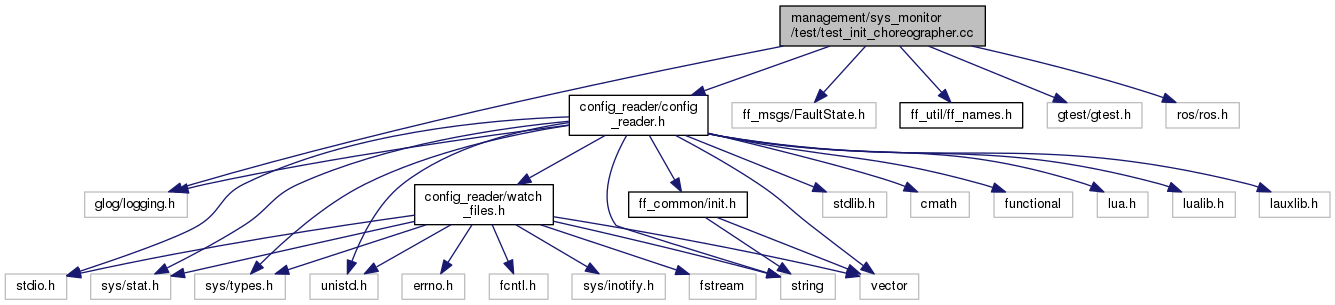 management/sys_monitor
/test/test_init_choreographer.cc
config_reader/config
_reader.h
ff_msgs/FaultState.h
ff_util/ff_names.h
gtest/gtest.h
ros/ros.h
glog/logging.h
config_reader/watch
_files.h
ff_common/init.h
stdlib.h
cmath
functional
lua.h
lualib.h
lauxlib.h
stdio.h
sys/stat.h
sys/types.h
unistd.h
errno.h
fcntl.h
sys/inotify.h
fstream
string
vector